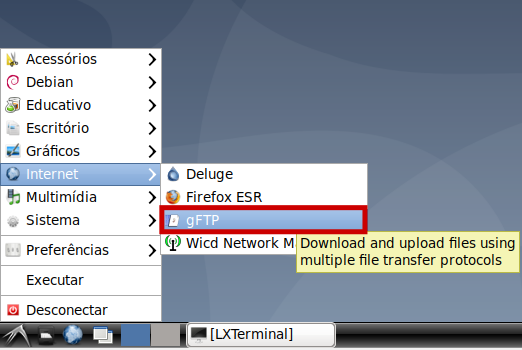 Acessórios
Debian
Educativo
Escritório
Gráficos
Internet
Multimídia
Sistema
Preferências
Executar
Desconectar
Deluge
Firefox ESR
gFTP
Wicd Network M
Download and upload files using
multiple file transfer protocols
[LXTerminal]